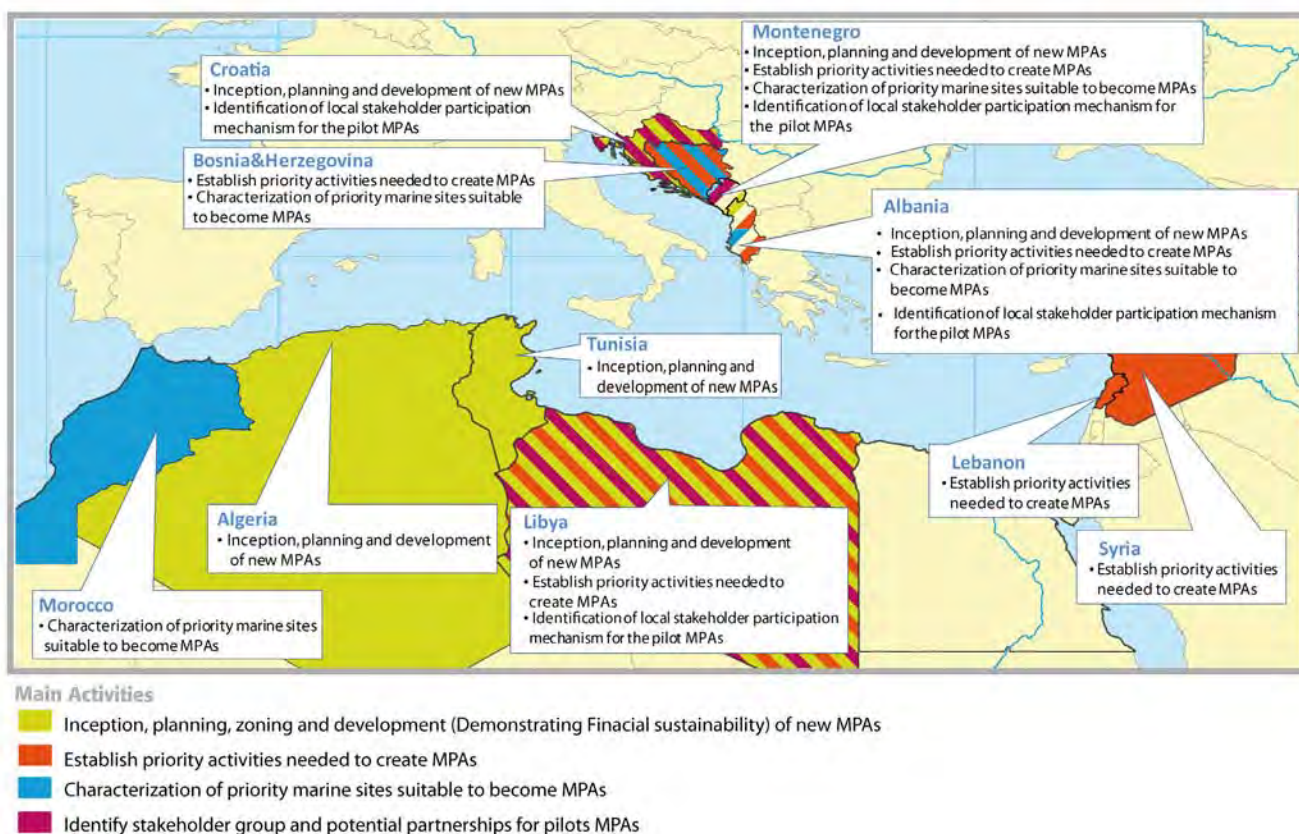 Croatia
• Inception, planning and development of new MPAs
• Identification of local stakeholder participation
mechanism for the pilot MPAs
Montenegro
• Inception, planning and development of new MPAs
• Establish priority activities needed to create MPAs
• Characterization of priority marine sites suitable to become MPAs
• Identification of local stakeholder participation mechanism for
the pilot MPAs
Bosnia&Herzegovina
• Establish priority activities needed to create MPAs
• Characterization of priority marine sites suitable
to become MPAs
Albania
• Inception, planning and development of new MPAs
• Establish priority activities needed to create MPAs
• Characterization of priority marine sites suitable to
become MPAs
• Identification of local stakeholder participation mechanism
for the pilot MPAs
Tunisia
• Inception, planning and
development of new MPAs
Lebanon
• Establish priority activities
needed to create MPAs
Algeria
• Inception, planning and development
of new MPAs
Libya
• Inception, planning and development
of new MPAs
• Establish priority activities needed to
create MPAs
• Identification of local stakeholder participation
mechanism for the pilot MPAs
Syria
• Establish priority activities
needed to create MPAs
Morocco
• Characterization of priority marine sites
suitable to become MPAs
Main Activities
Inception, planning, zoning and development (Demonstrating Finacial sustainability) of new MPAs
Establish priority activities needed to create MPAs
Characterization of priority marine sites suitable to become MPAs
Identify stakeholder group and potential partnerships for pilots MPAs